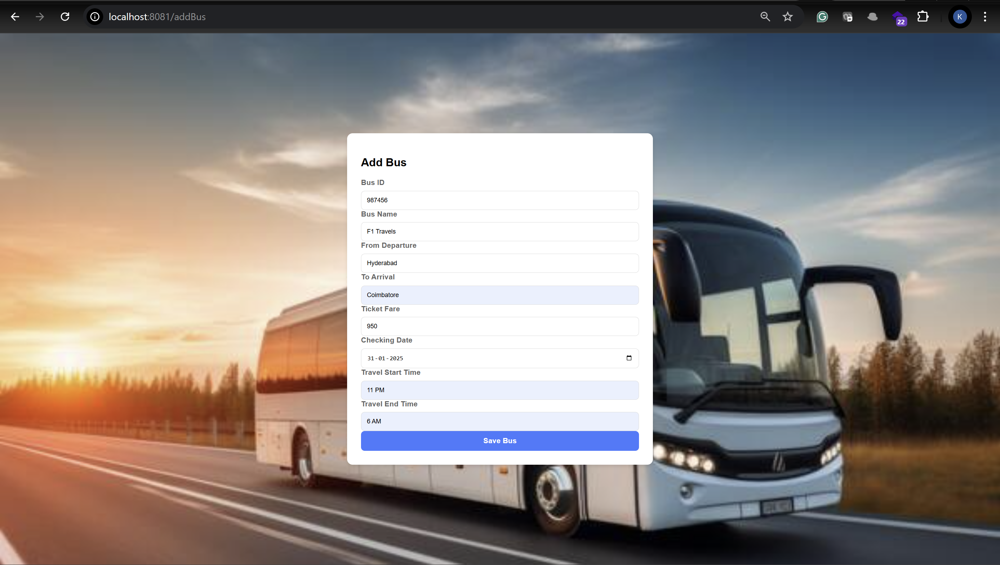 localhost:8081/addBus
22
K
Add Bus
Bus ID
987456
Bus Name
F1 Travels
From Departure
Hyderabad
To Arrival
Coimbatore
Ticket Fare
950
Checking Date
31-01-2025
Travel Start Time
11 PM
Travel End Time
6 AM
Save Bus